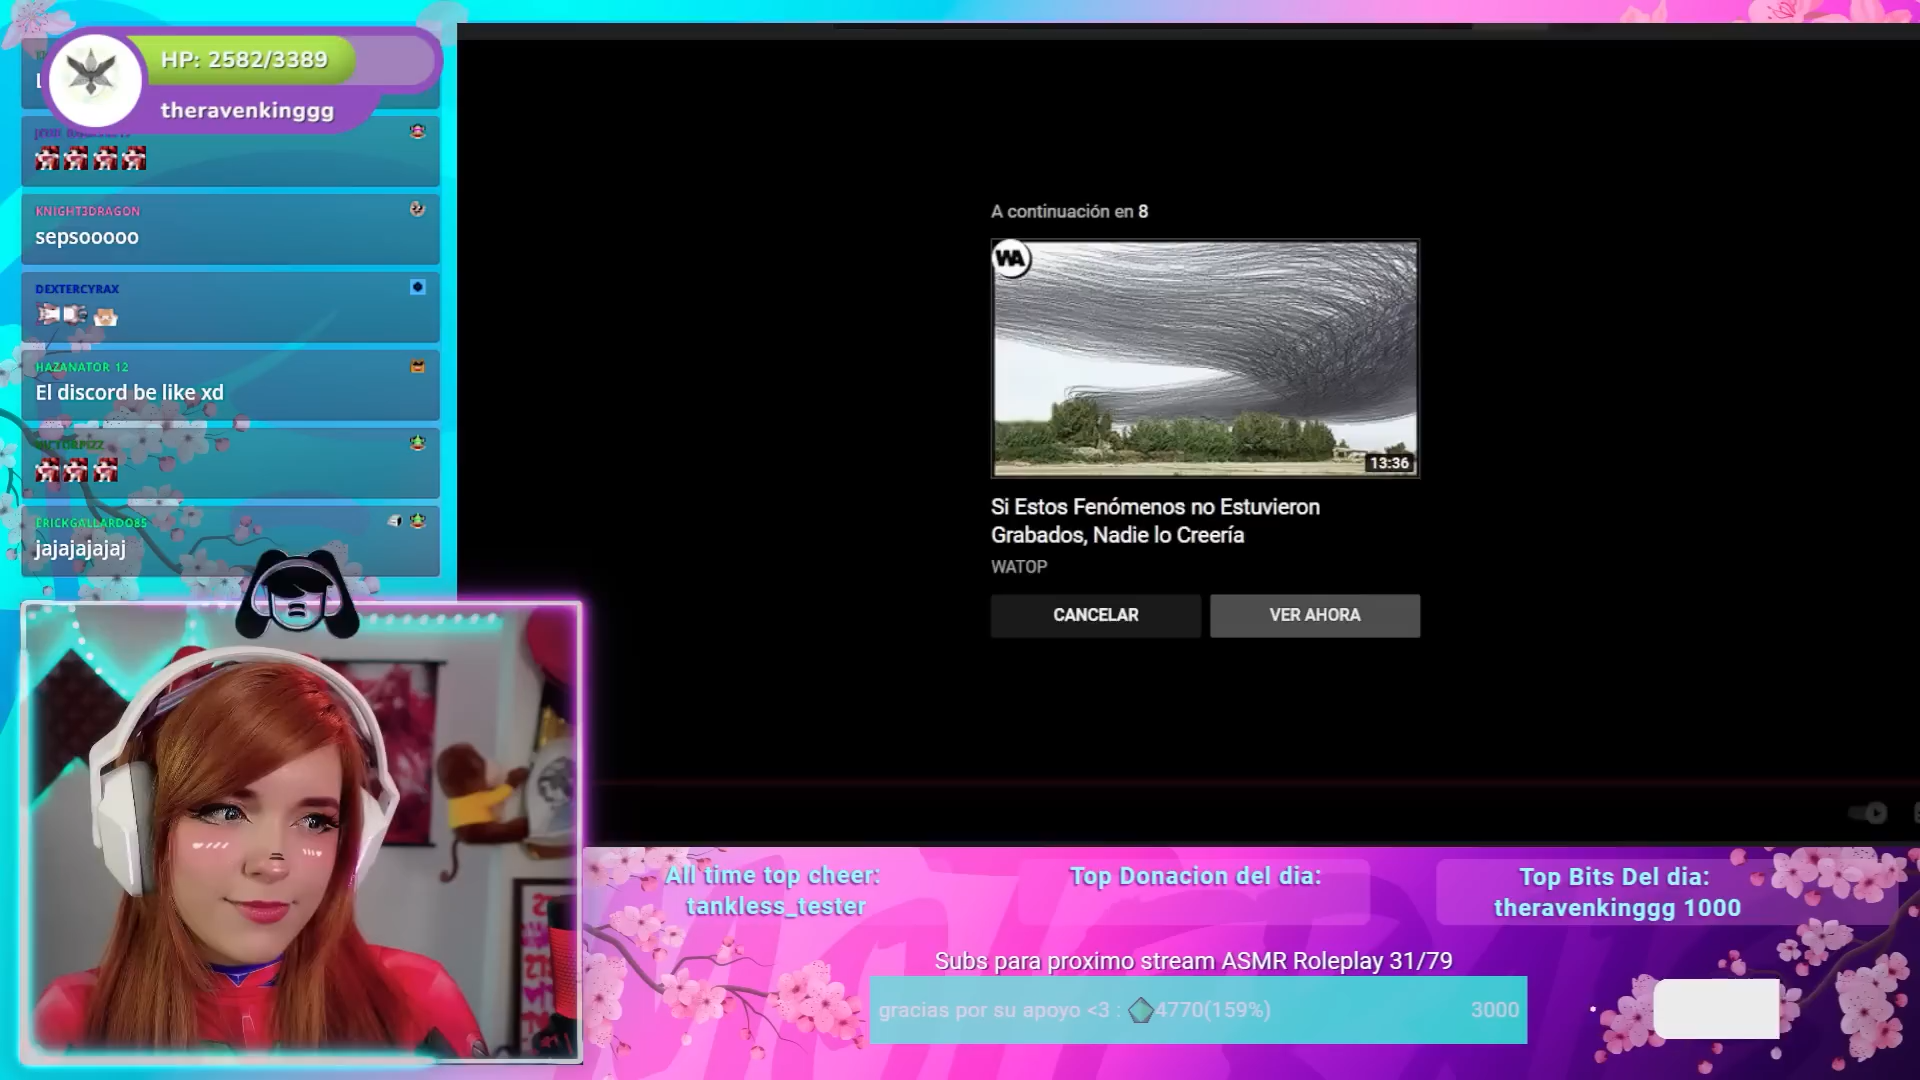 HP: 2582/3389
theravenkinggg
L
KNIGHT3DRAGON
sepsooooo
DEXTERCYRAX
HAZANATOR 12
El discord be like xd
ERICKGALLARDO85
jajajajajaj
A continuación en 8
WA
13:36
Si Estos Fenómenos no Estuvieron
Grabados, Nadie lo Creería
WATOP
CANCELAR
VER AHORA
All time top cheer:
tankless_tester
Top Donacion del dia:
Top Bits Del dia:
theravenkinggg 1000
Subs para proximo stream ASMR Roleplay 31/79
gracias por su apoyo <3 : 4770(159%)
3000